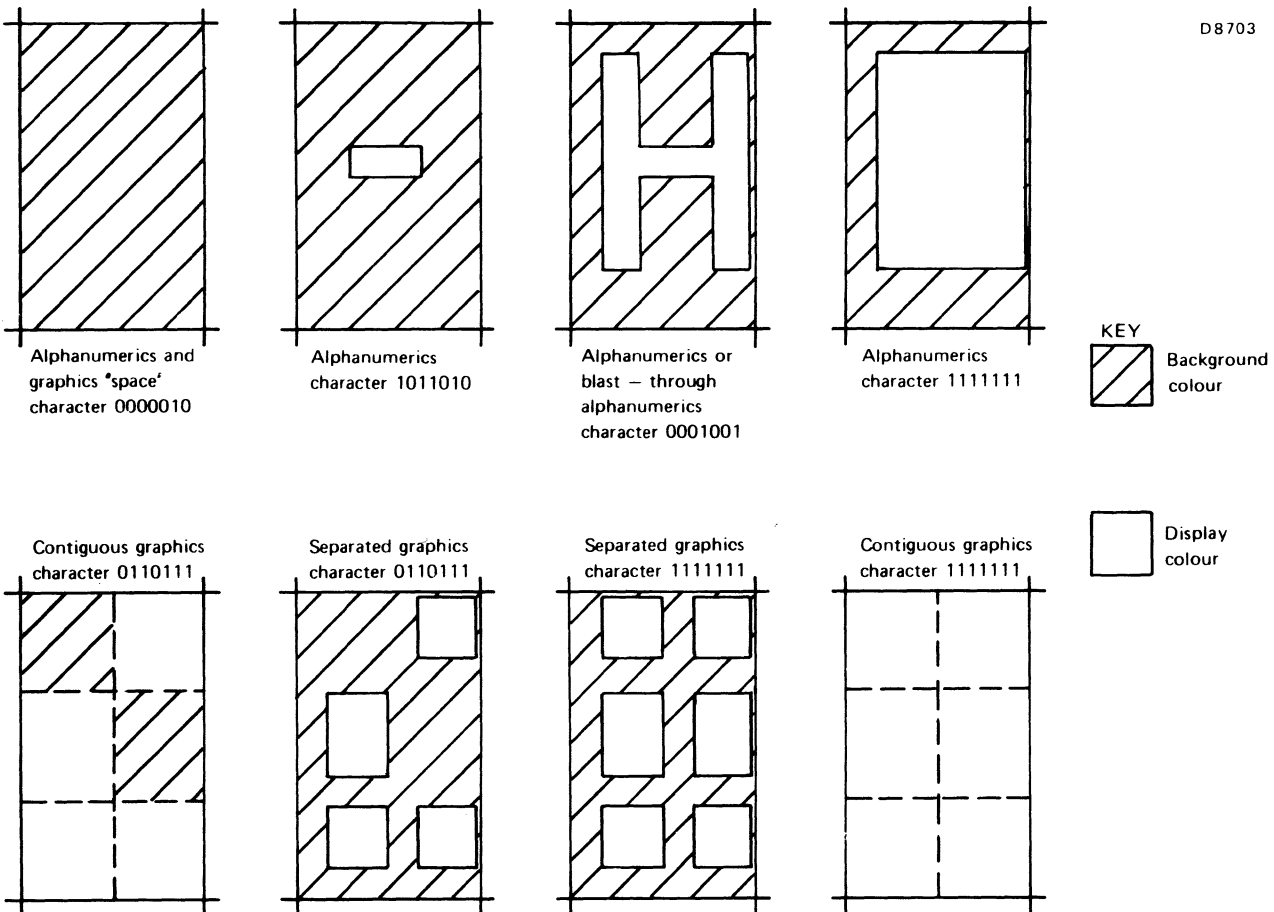 D8703
Alphanumerics and
graphics "space"
character 0000010
Alphanumerics
character 1011010
Alphanumerics or
blast – through
alphanumerics
character 0001001
Alphanumerics
character 1111111
KEY
Background
colour
Display
colour
Contiguous graphics
character 0110111
Separated graphics
character 0110111
Separated graphics
character 1111111
Contiguous graphics
character 1111111